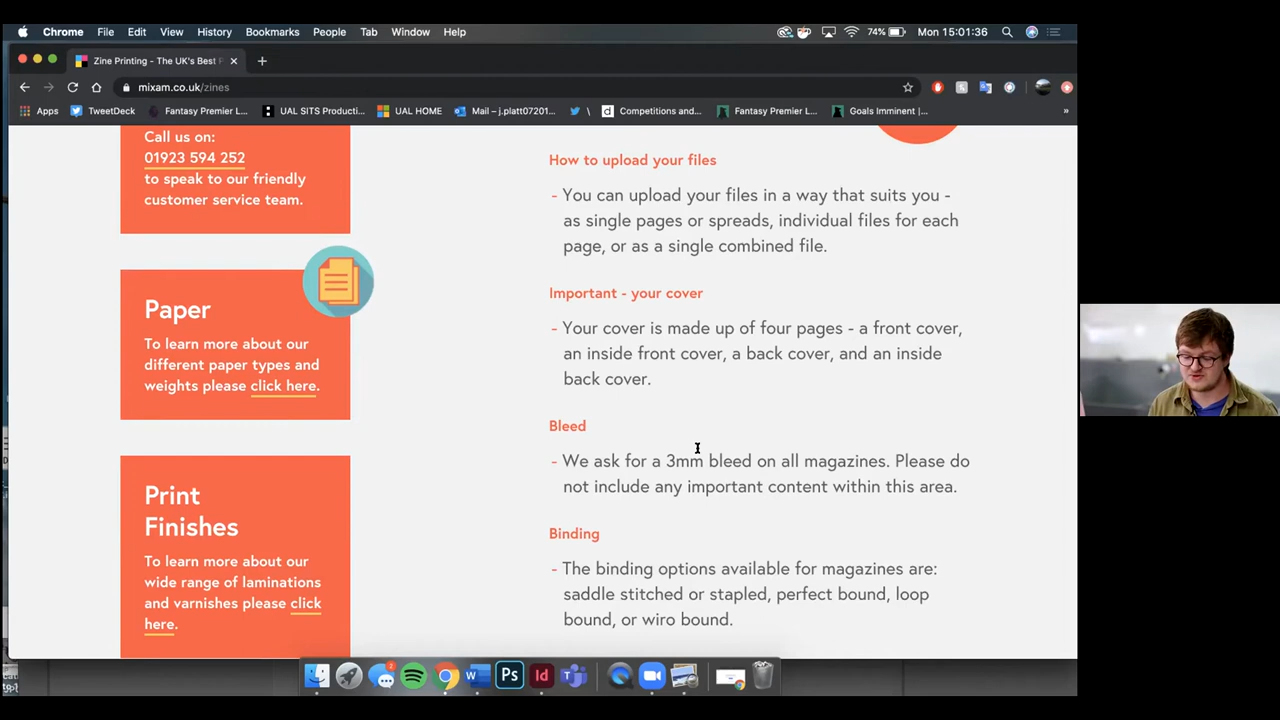 Chrome File Edit View History Bookmarks People Tab Window Help 74% Mon 15:01:36
Zine Printing - The UK's Best P
mixam.co.uk/zines
Apps TweetDeck Fantasy Premier L... UAL SITS Producti... UAL HOME Mail – j.platt07201... \ Competitions and... Fantasy Premier L... Goals Imminent |... »
Call us on:
01923 594 252
to speak to our friendly
customer service team.
Paper
To learn more about our
different paper types and
weights please click here.
Print
Finishes
To learn more about our
wide range of laminations
and varnishes please click
here.
How to upload your files
- You can upload your files in a way that suits you -
as single pages or spreads, individual files for each
page, or as a single combined file.
Important - your cover
- Your cover is made up of four pages - a front cover,
an inside front cover, a back cover, and an inside
back cover.
Bleed
- We ask for a 3mm bleed on all magazines. Please do
not include any important content within this area.
Binding
- The binding options available for magazines are:
saddle stitched or stapled, perfect bound, loop
bound, or wiro bound.
2 W Ps Id